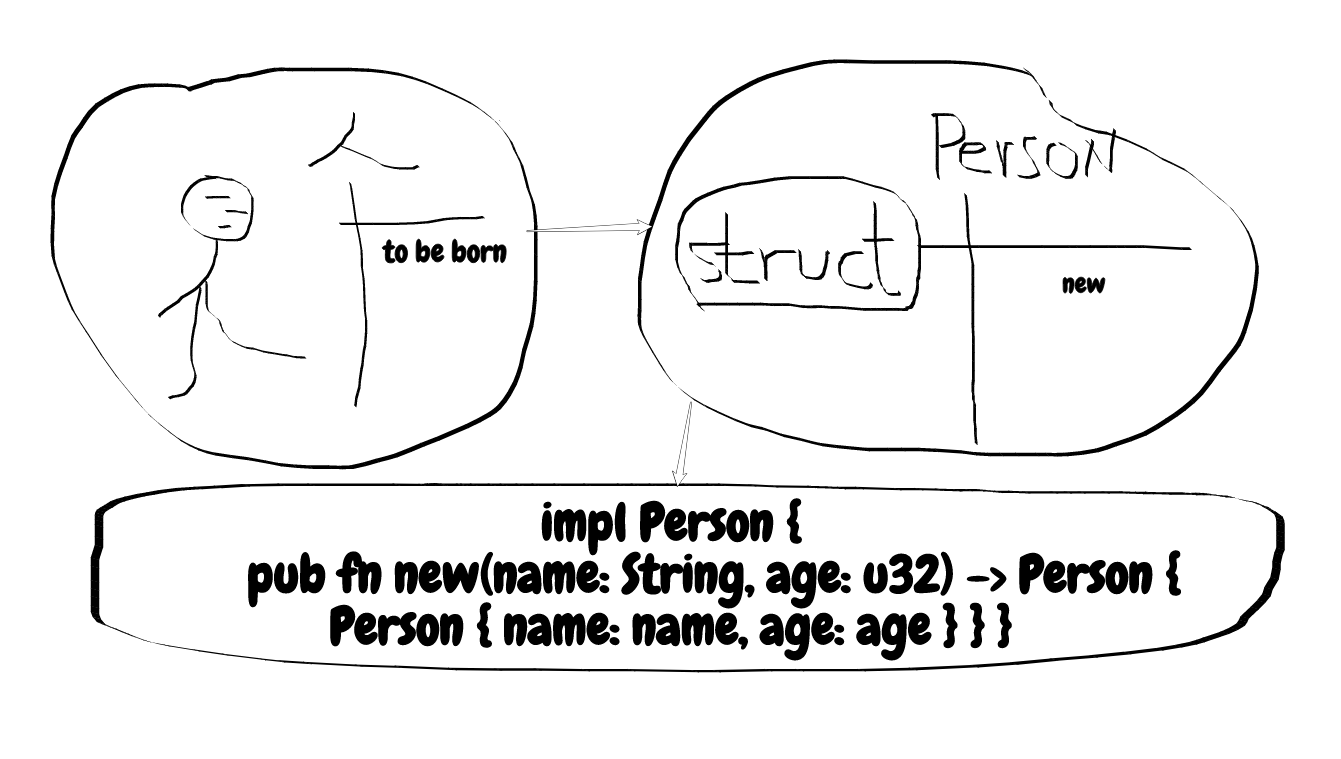 人
to be born
Person
struct
new
impl Person {
pub fn new(name: String, age: u32) -> Person {
Person { name: name, age: age } } }